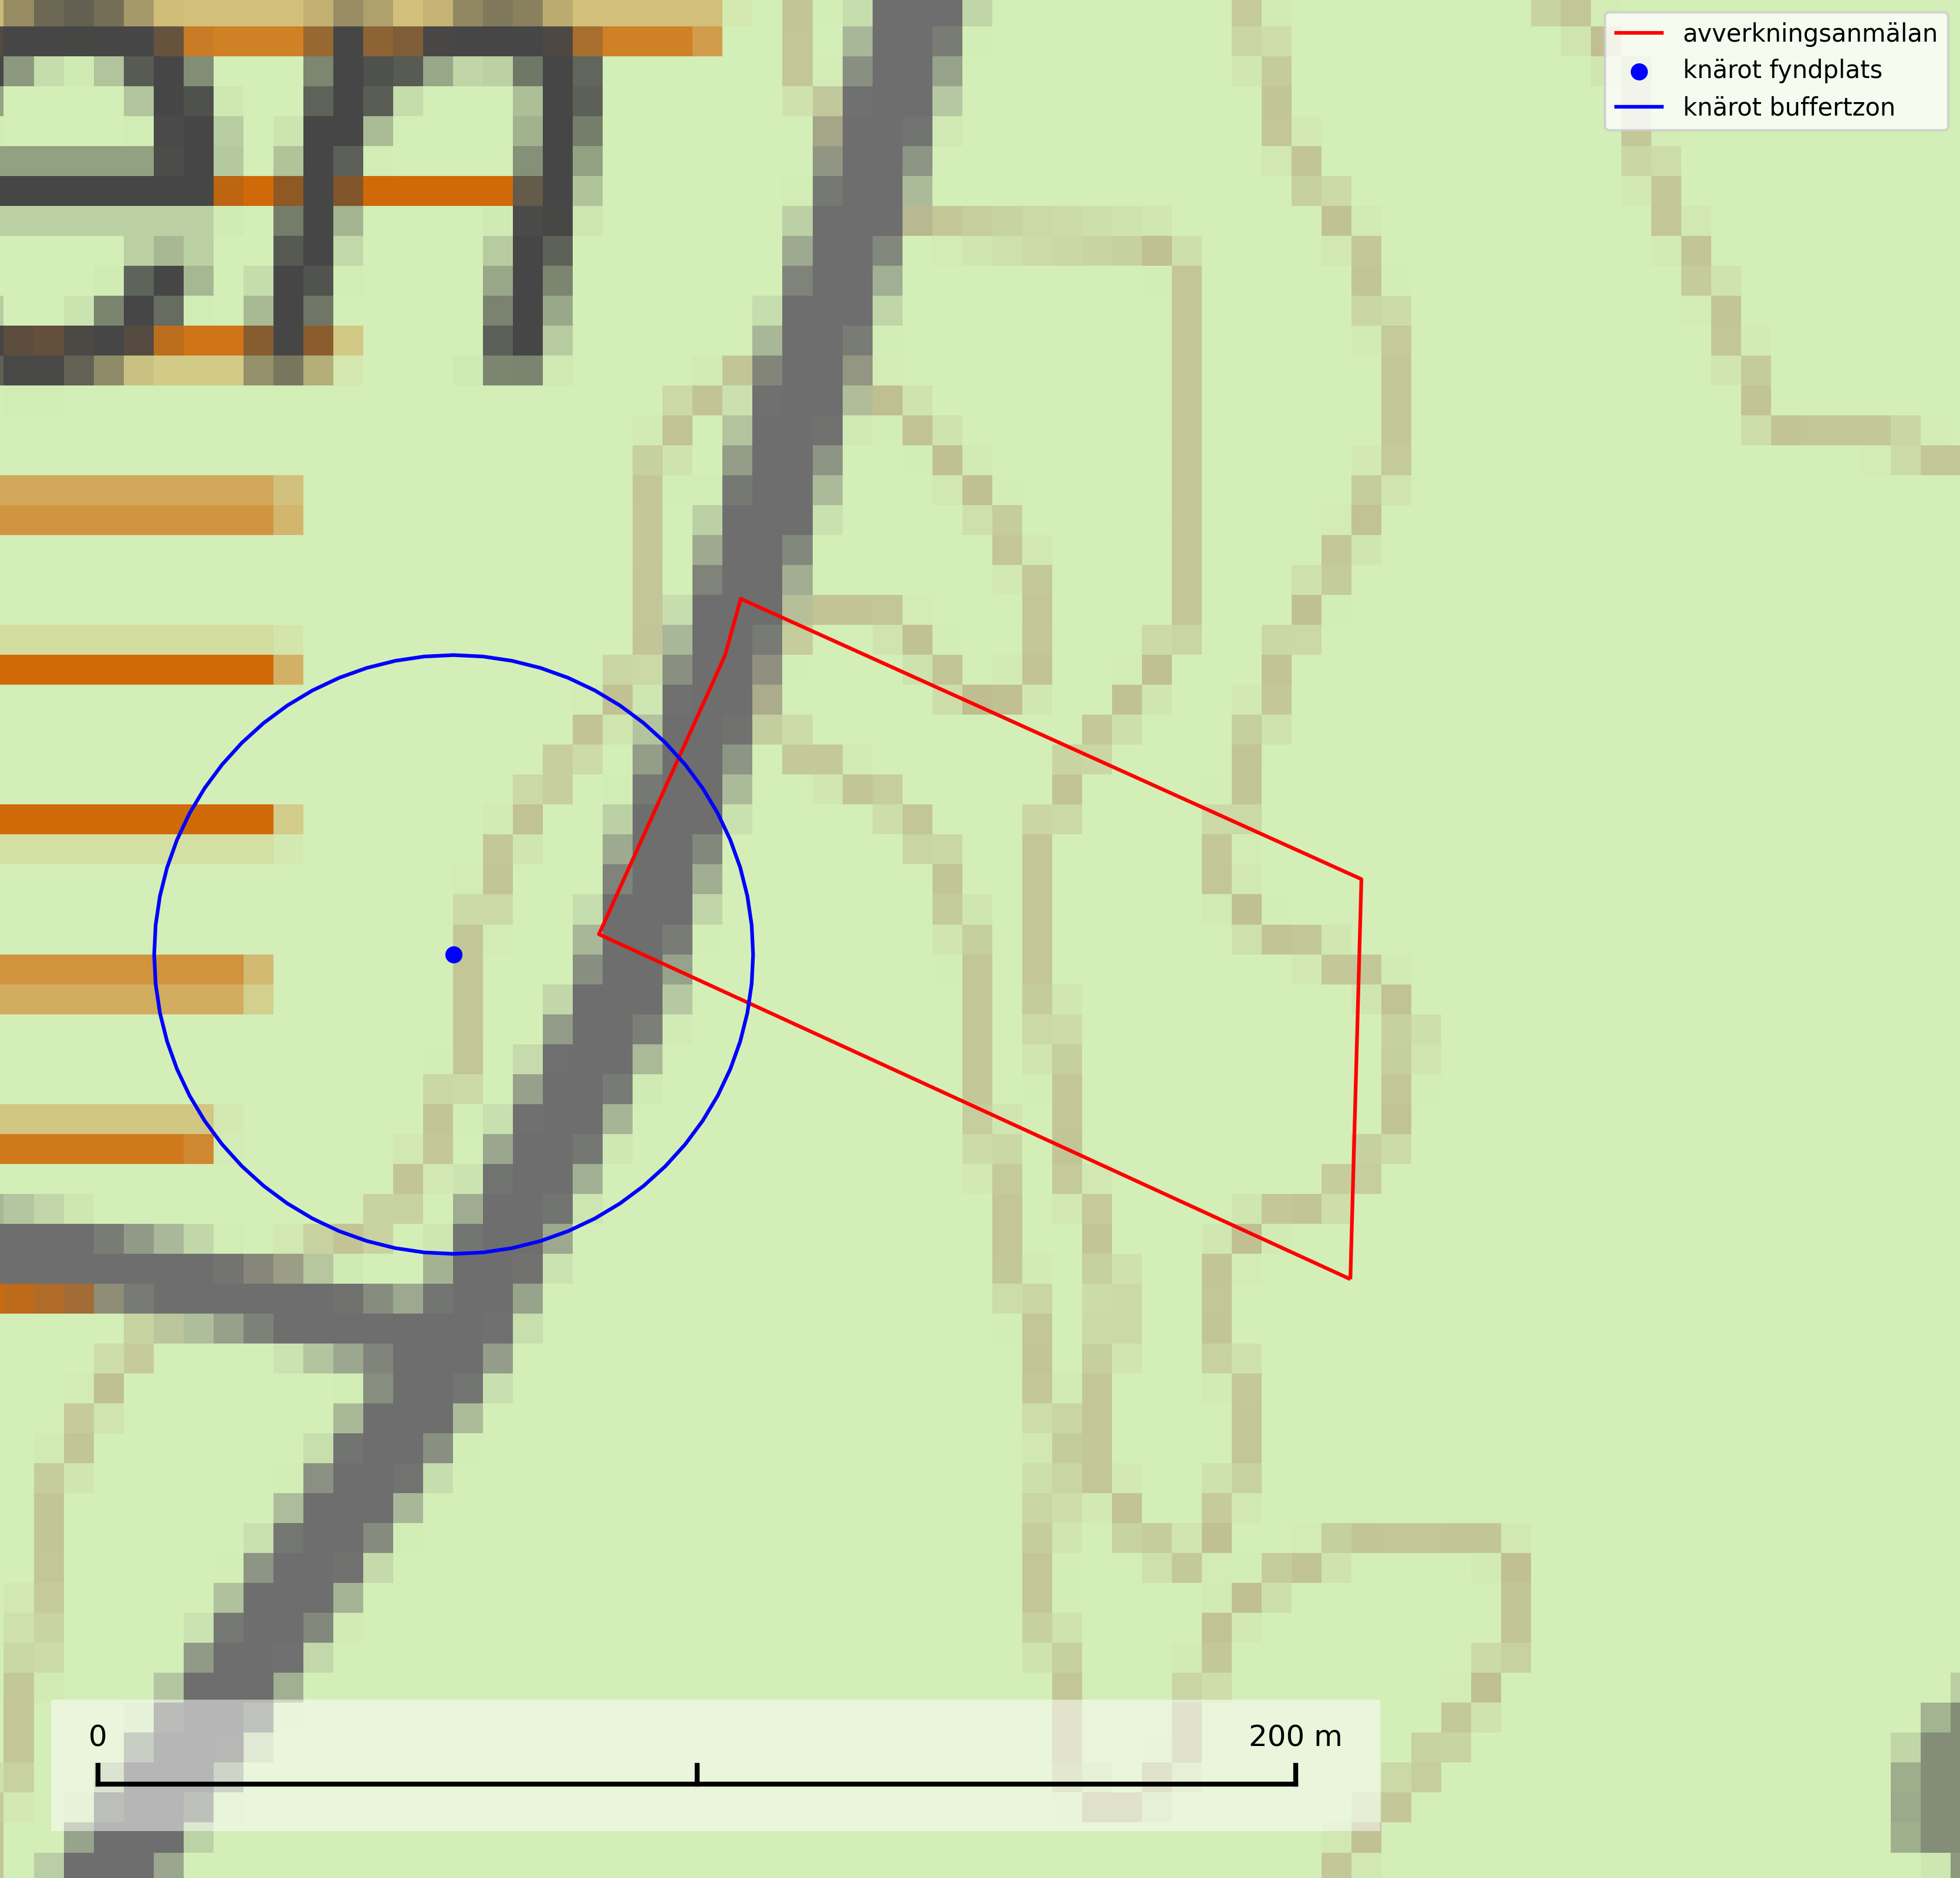 avverkningsanmälan
knärot fyndplats
knärot buffertzon
0
200 m